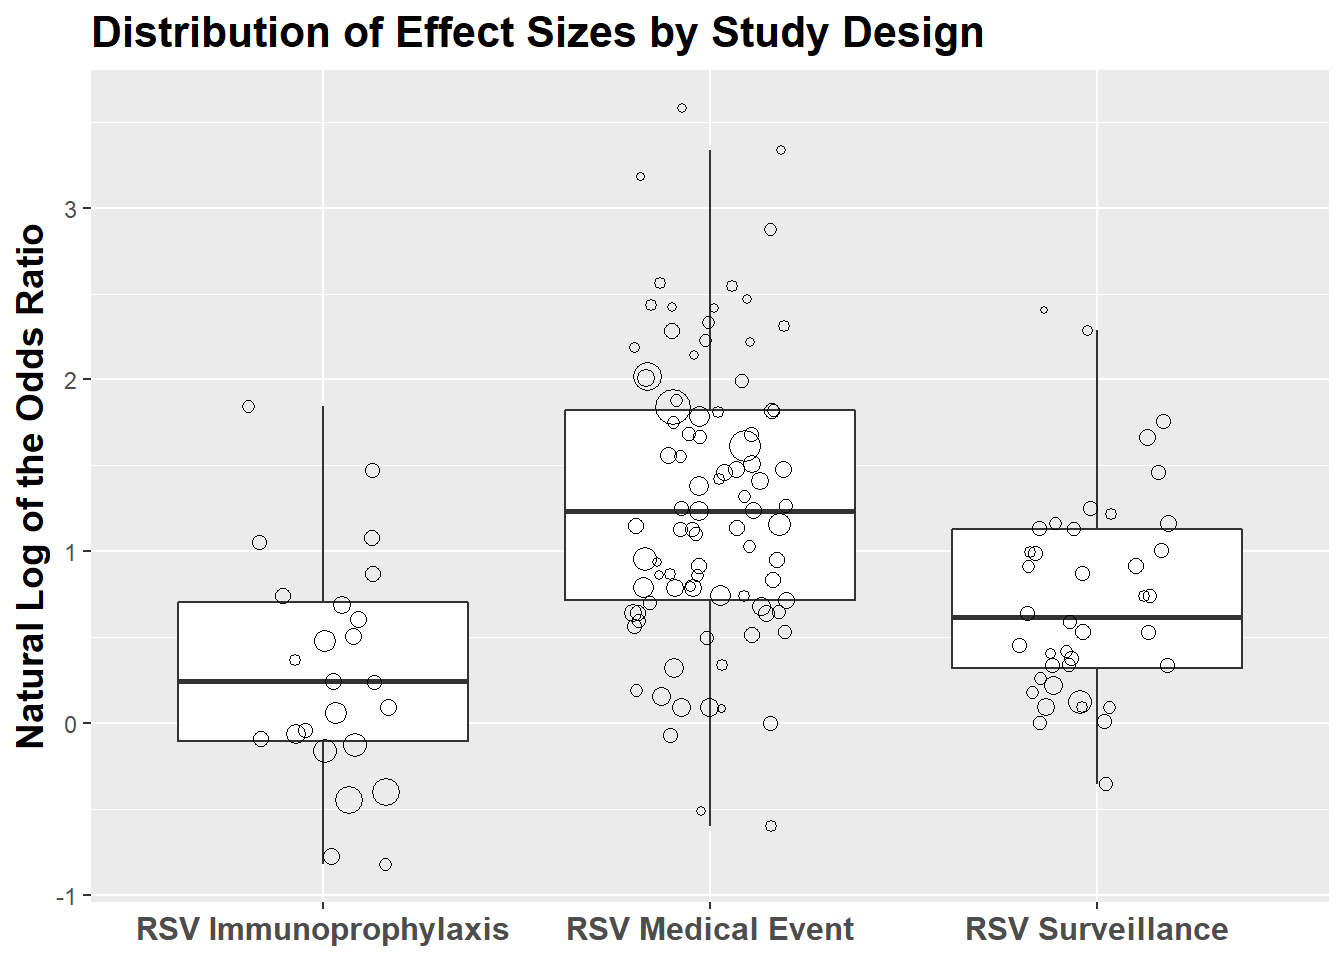 Distribution of Effect Sizes by Study Design
Natural Log of the Odds Ratio
3
2
1
0
-1
RSV Immunoprophylaxis
RSV Medical Event
RSV Surveillance